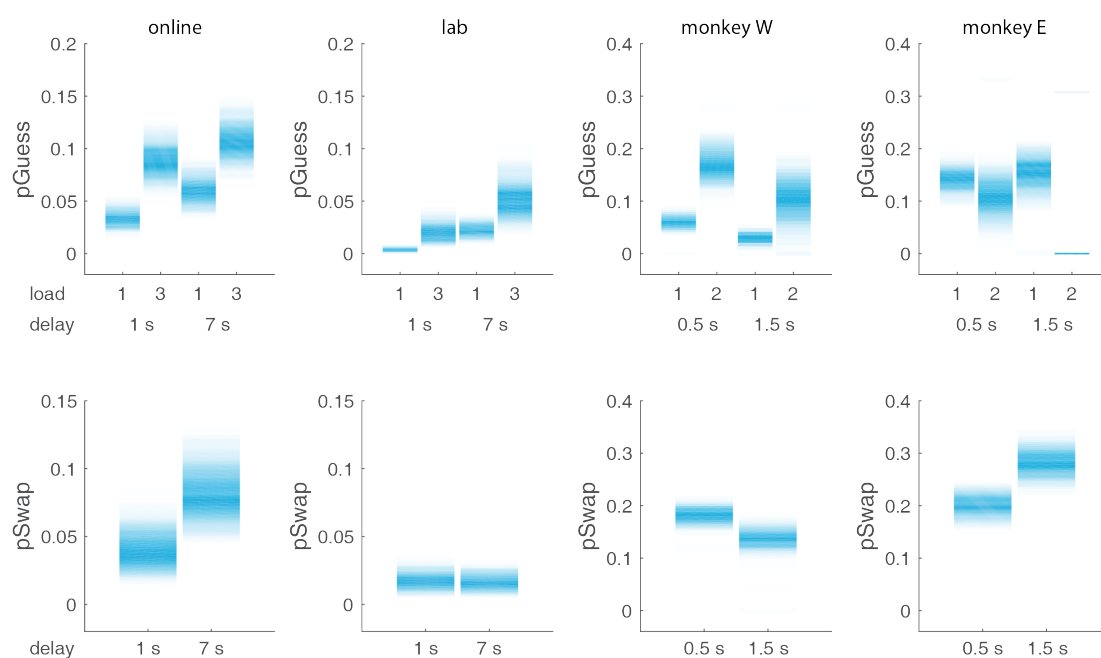 online lab monkey W monkey E
0.2 0.2 0.4 0.4
0.15 0.15 0.3 0.3
0.1 0.1 0.2 0.2
0.05 0.05 0.1 0.1
0 0 0 0
pGuess pGuess pGuess pGuess
load 1 3 1 3 1 3 1 3 1 2 1 2 1 2 1 2
delay 1 s 7 s 1 s 7 s 0.5 s 1.5 s 0.5 s 1.5 s
0.15 0.15 0.4 0.4
0.3 0.3
0.1 0.1
0.2 0.2
0.05 0.05
0.1 0.1
0 0 0 0
pSwap pSwap pSwap pSwap
delay 1 s 7 s 1 s 7 s 0.5 s 1.5 s 0.5 s 1.5 s